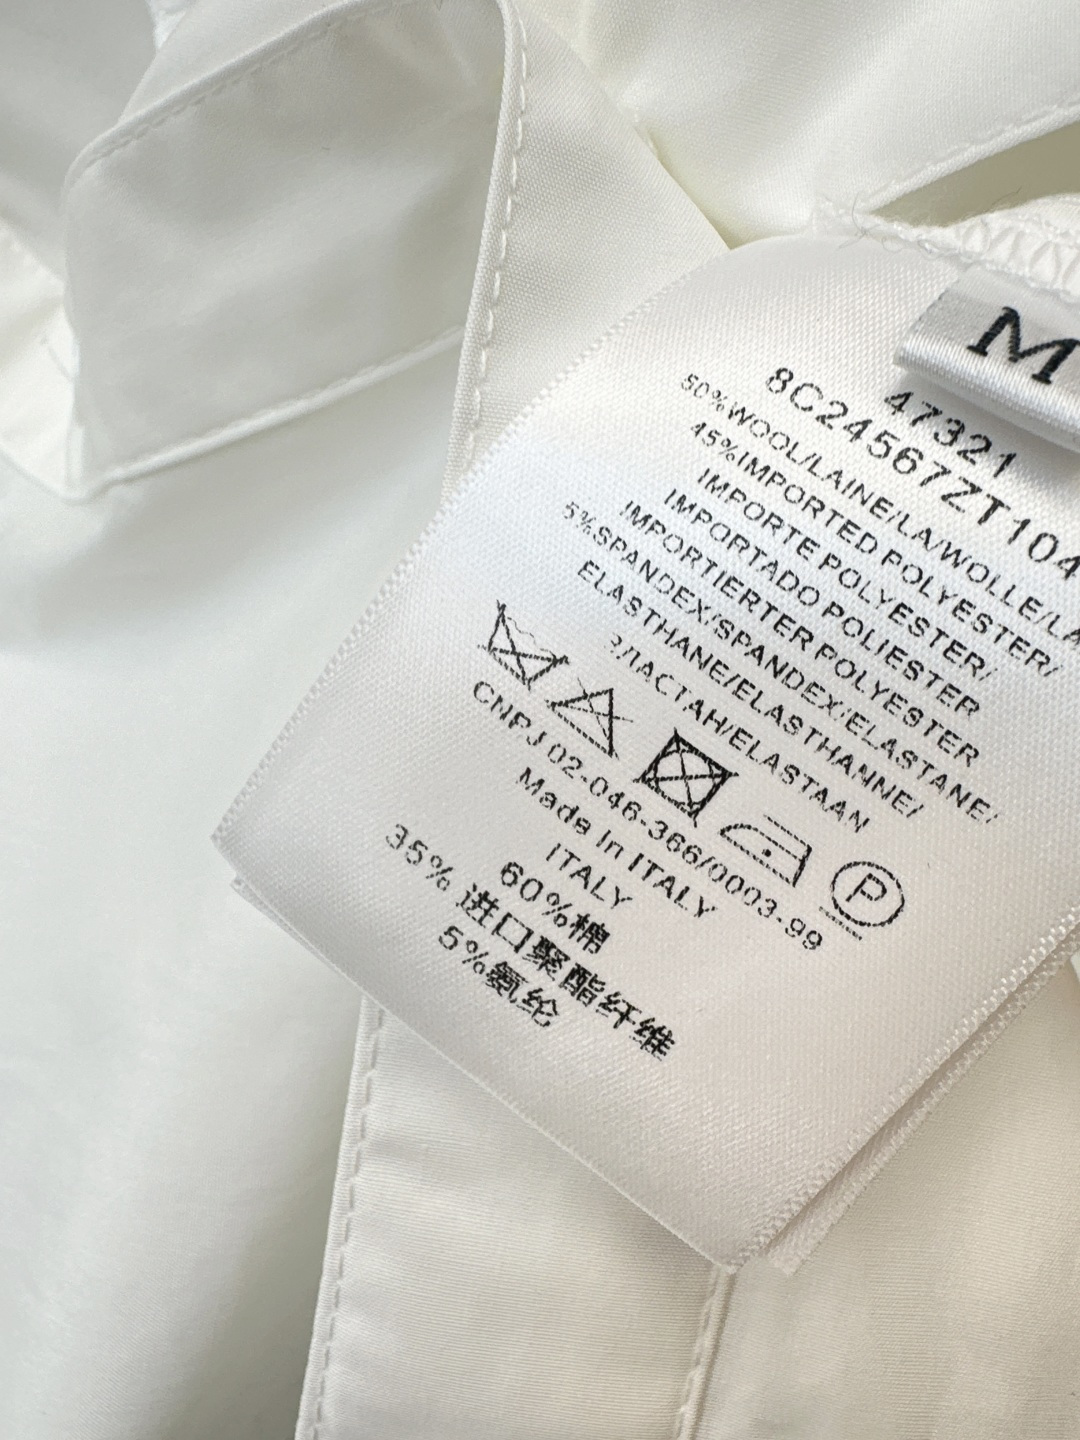 M
47321
8C24567ZT104
50%WOOL/LAINE/LA/WOLLE/LA
45%IMPORTED POLYESTER/
IMPORTE POLYESTER/
IMPORTADO POLIESTER
IMPORTIERTER POLYESTER
5%SPANDEX/SPANDEX/ELASTANE/
ELASTHANE/ELASTHANNE/
/ELASTAAN
P
CNPJ 02-046-366/0003-99
Made In ITALY
ITALY
60%棉
35% 进口聚酯纤维
5%氨纶